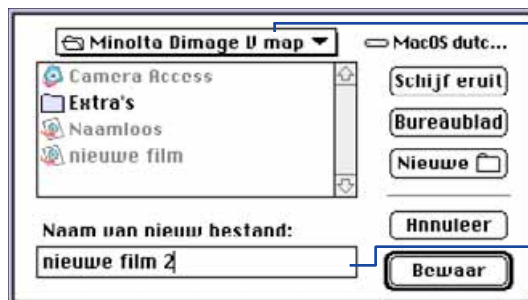 Minolta Dimage V map
MacOS dutc...
Camera Access
Extra's
Naamloos
nieuwe film
Schijf eruit
Bureaublad
Nieuwe
Naam van nieuw bestand:
nieuwe film 2
Annuleer
Bewaar